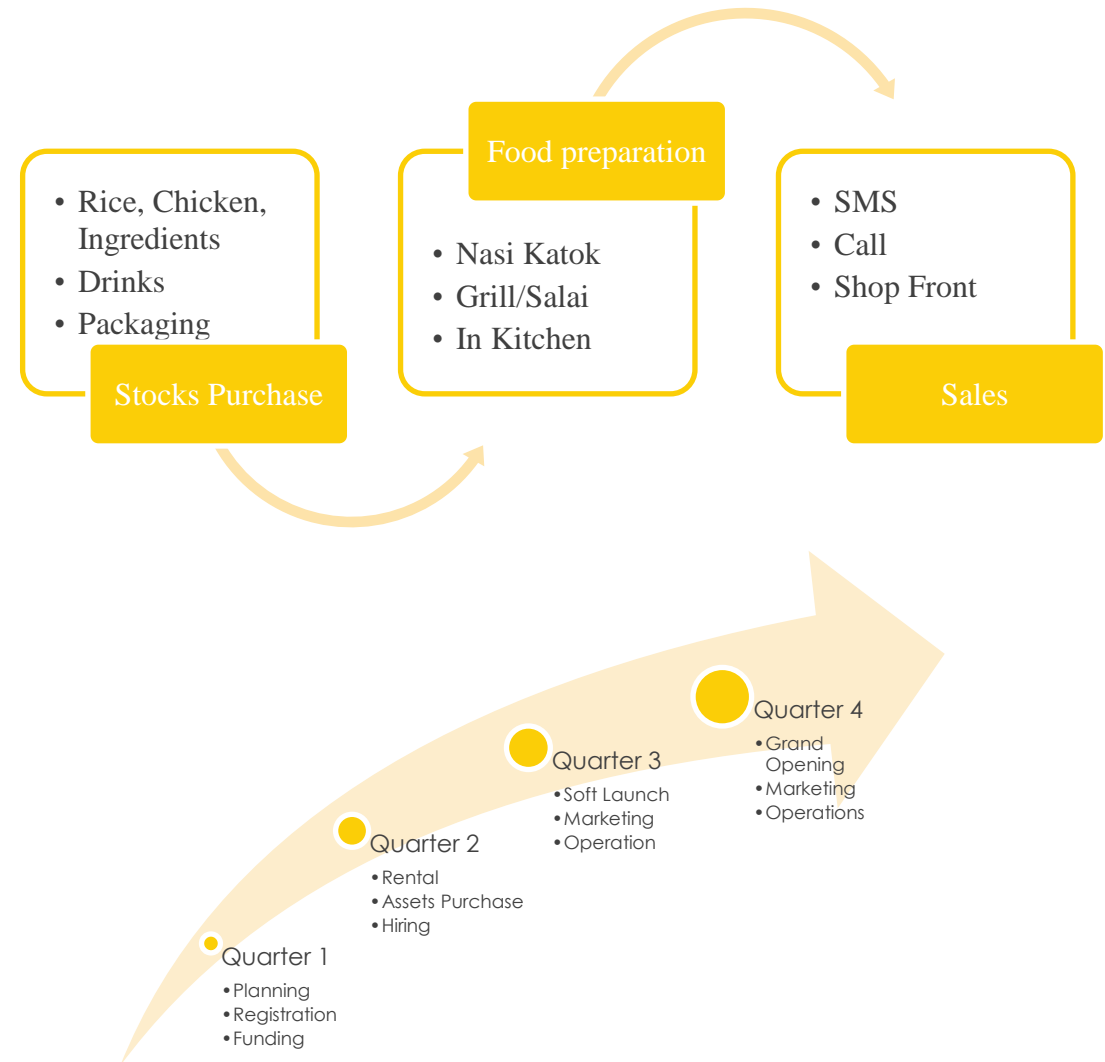 • Rice, Chicken,
Ingredients
• Drinks
• Packaging
Stocks Purchase
Food preparation
• Nasi Katok
• Grill/Salai
• In Kitchen
• SMS
• Call
• Shop Front
Sales
Quarter 1
•Planning
•Registration
•Funding
Quarter 2
•Rental
•Assets Purchase
•Hiring
Quarter 3
•Soft Launch
•Marketing
•Operation
Quarter 4
•Grand
Opening
•Marketing
•Operations